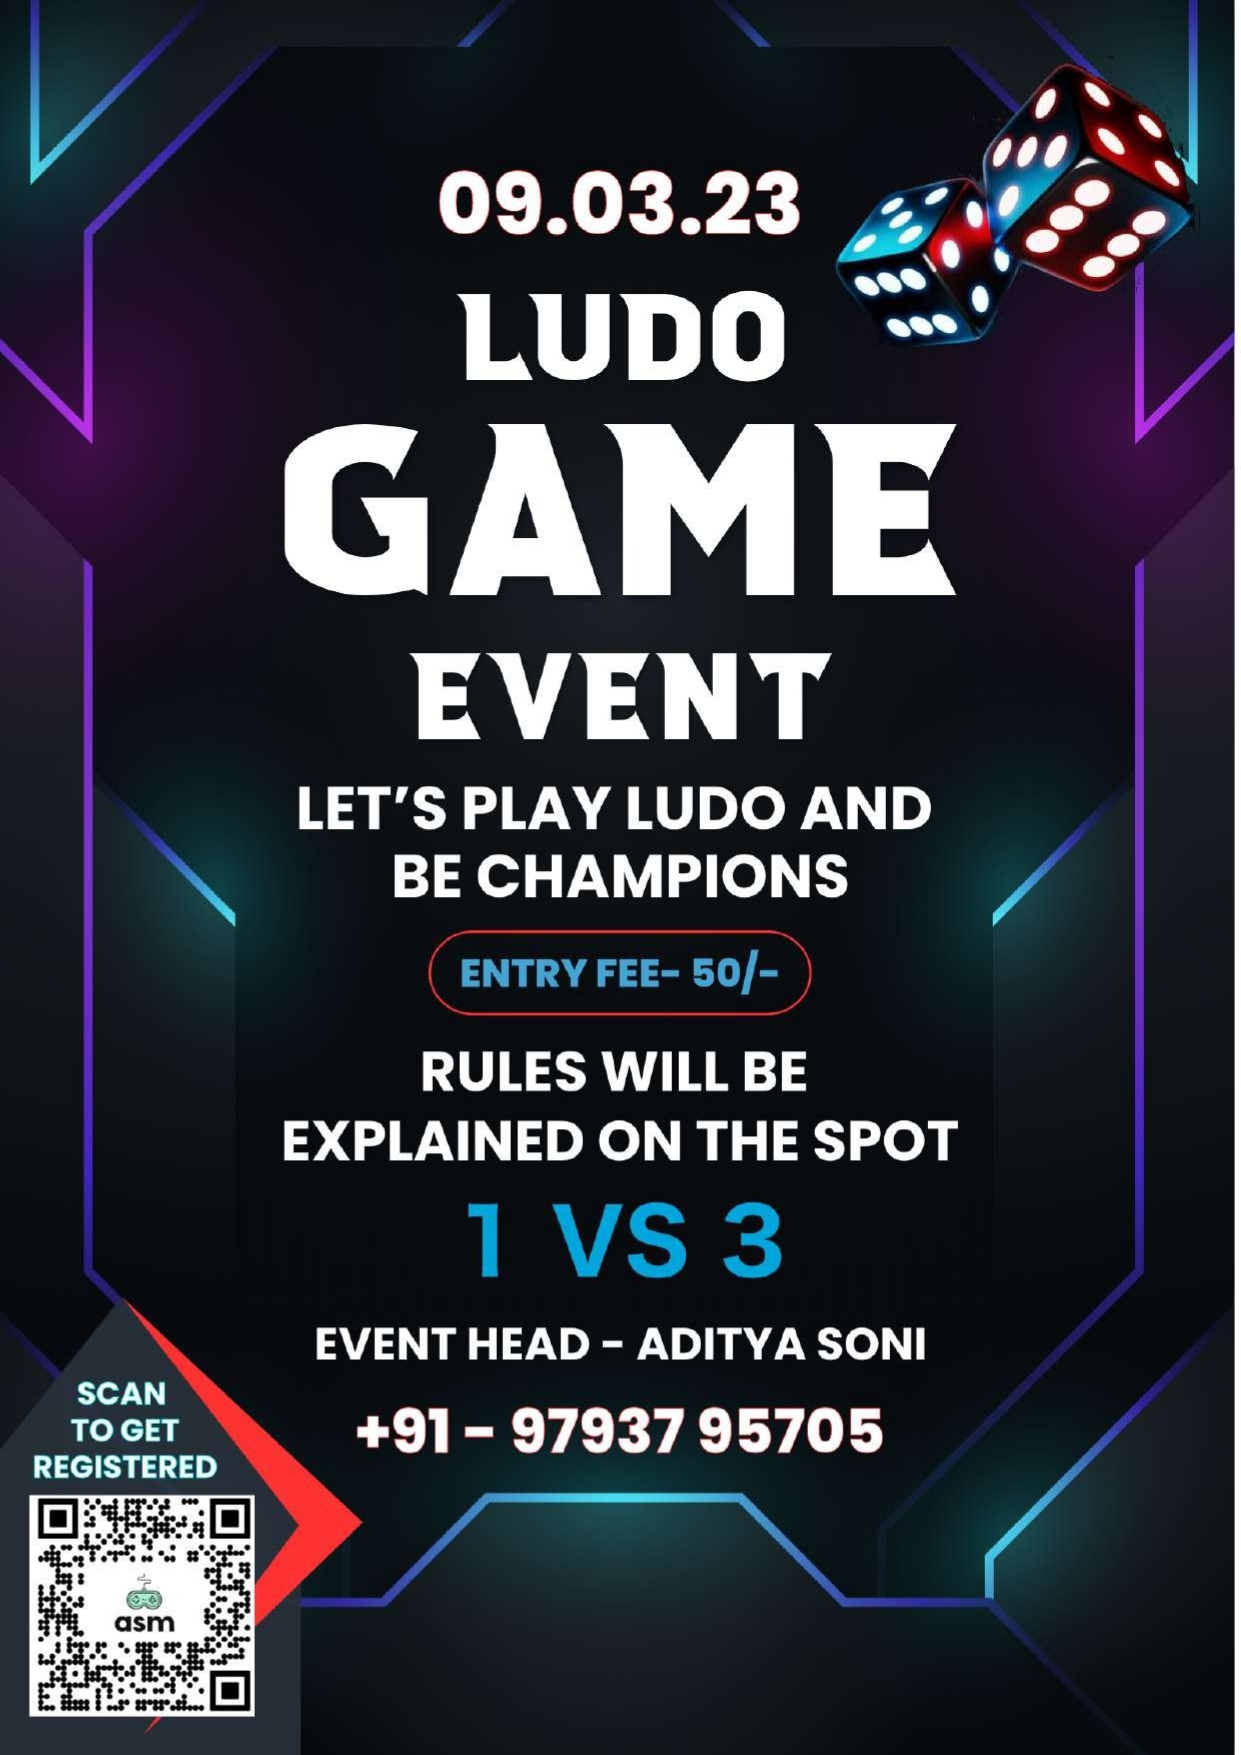 09.03.23
LUDO
GAME
EVENT
LET'S PLAY LUDO AND
BE CHAMPIONS
ENTRY FEE- 50/-
RULES WILL BE
EXPLAINED ON THE SPOT
1 VS 3
EVENT HEAD - ADITYA SONI
+91 - 97937 95705
SCAN
TO GET
REGISTERED
asm